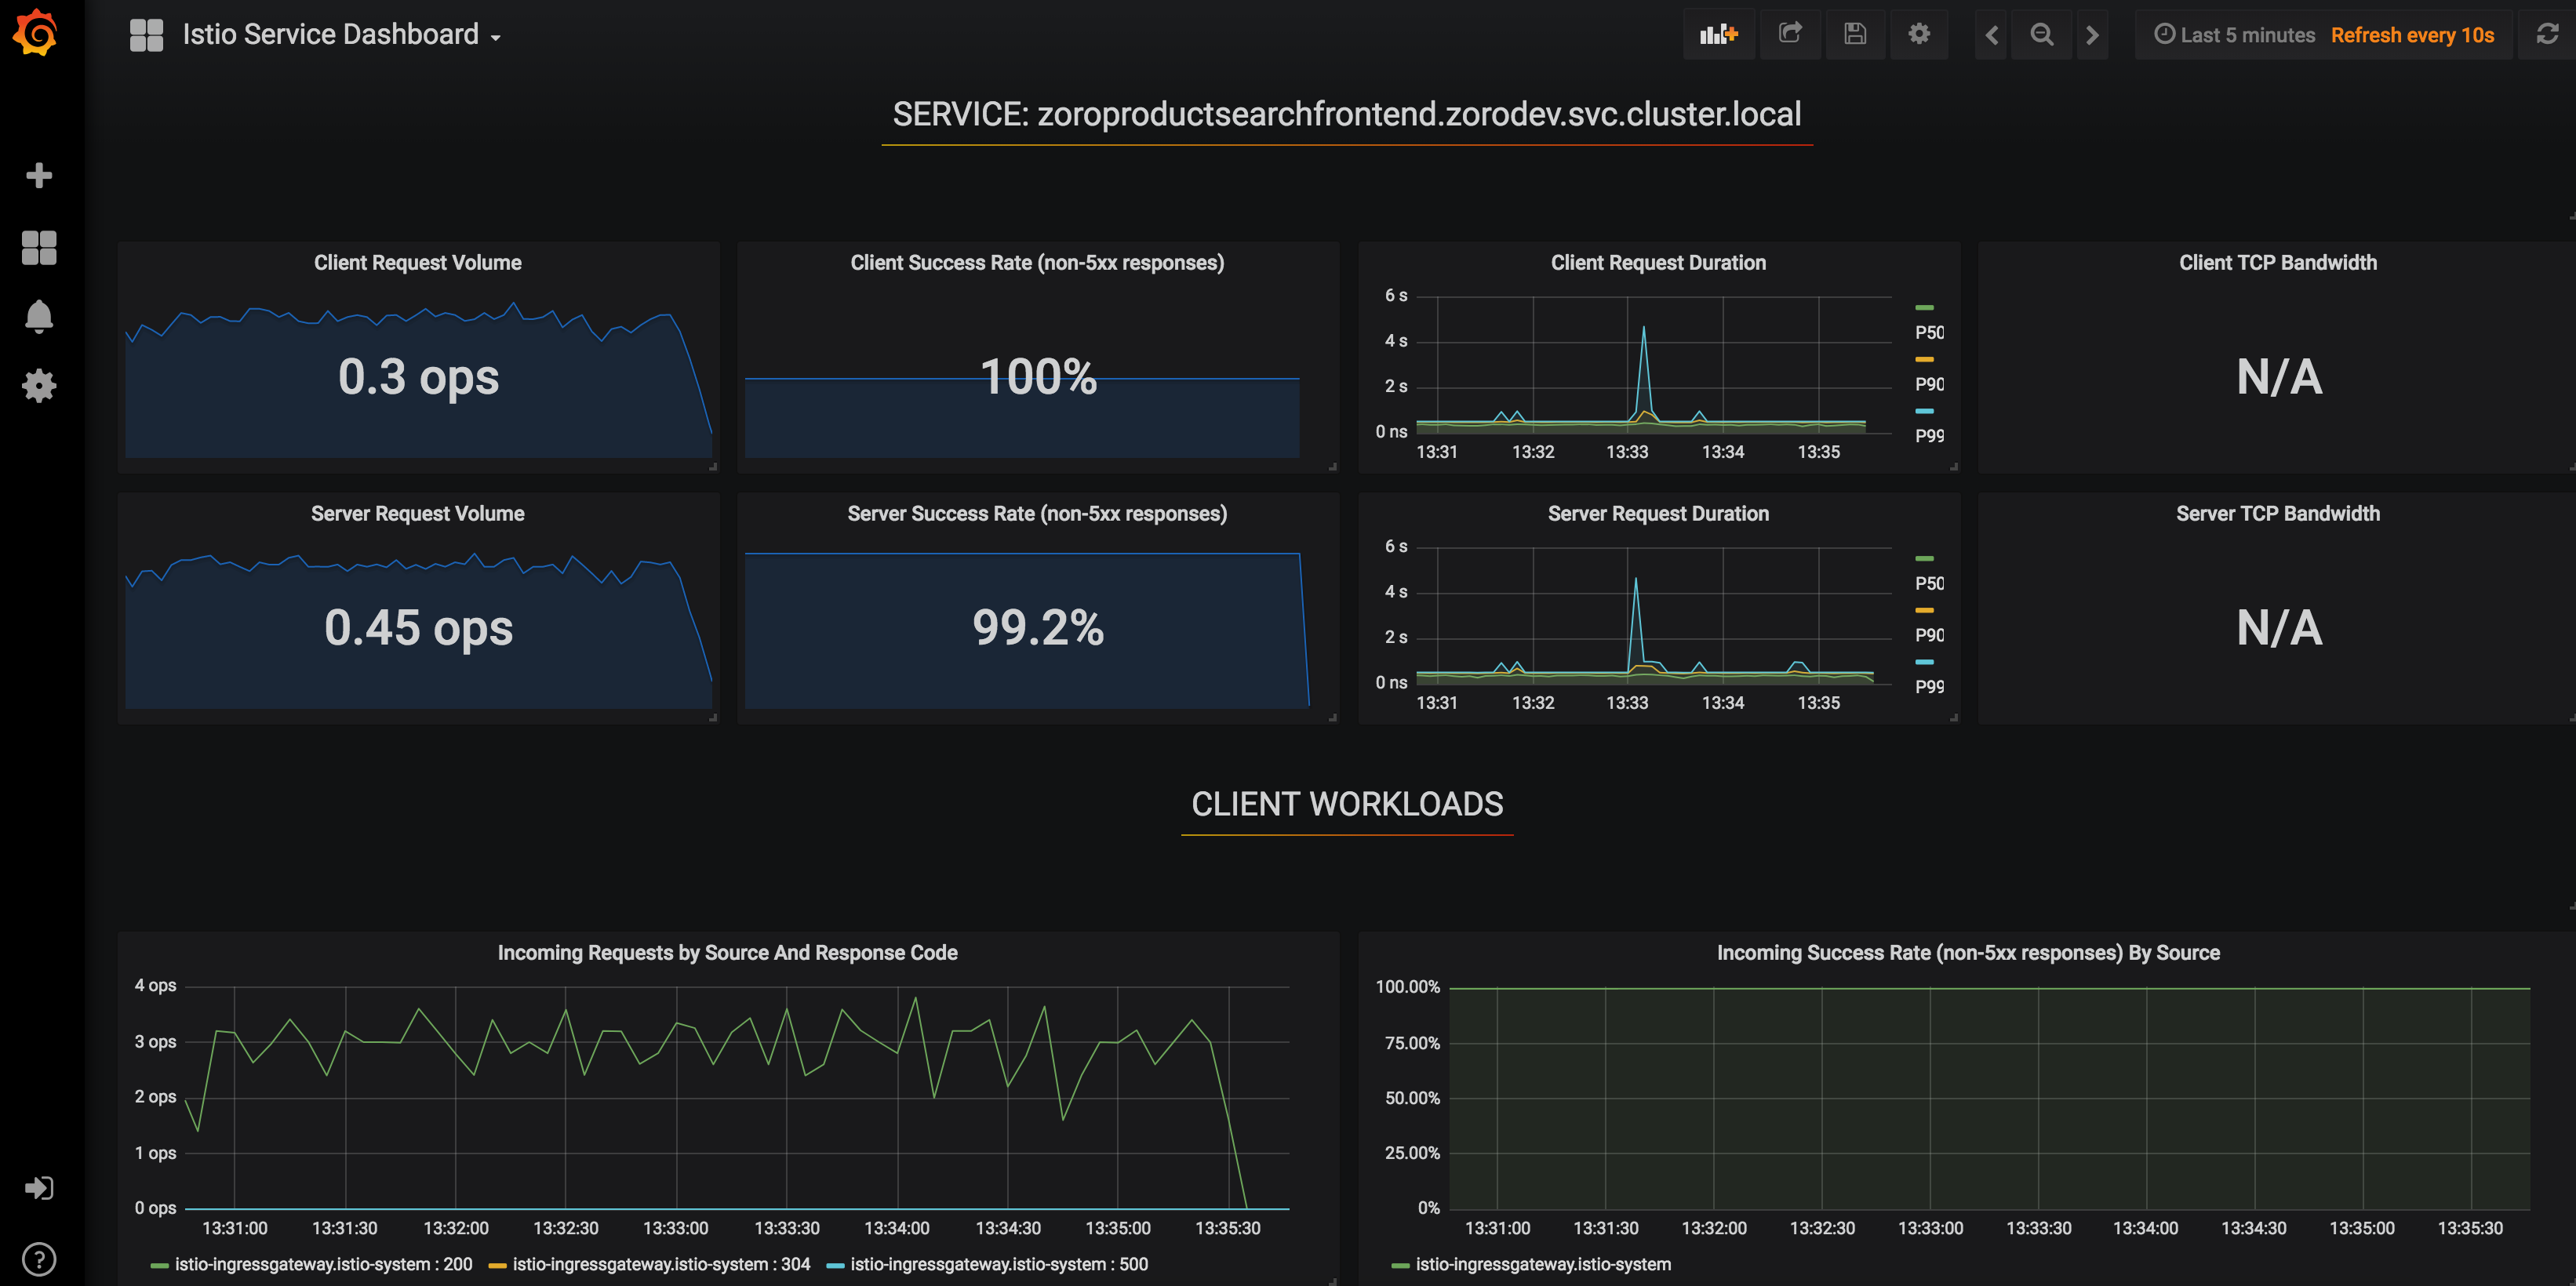 Istio Service Dashboard
Last 5 minutes Refresh every 10s
SERVICE: zoroproductsearchfrontend.zorodev.svc.cluster.local
Client Request Volume
0.3 ops
Client Success Rate (non-5xx responses)
100%
Client Request Duration
6 s
4 s
2 s
0 ns
13:31 13:32 13:33 13:34 13:35
P50
P90
P99
Client TCP Bandwidth
N/A
Server Request Volume
0.45 ops
Server Success Rate (non-5xx responses)
99.2%
Server Request Duration
6 s
4 s
2 s
0 ns
13:31 13:32 13:33 13:34 13:35
P50
P90
P99
Server TCP Bandwidth
N/A
CLIENT WORKLOADS
Incoming Requests by Source And Response Code
4 ops
3 ops
2 ops
1 ops
0 ops
13:31:00 13:31:30 13:32:00 13:32:30 13:33:00 13:33:30 13:34:00 13:34:30 13:35:00 13:35:30
istio-ingressgateway.istio-system : 200 istio-ingressgateway.istio-system : 304 istio-ingressgateway.istio-system : 500
Incoming Success Rate (non-5xx responses) By Source
100.00%
75.00%
50.00%
25.00%
0%
13:31:00 13:31:30 13:32:00 13:32:30 13:33:00 13:33:30 13:34:00 13:34:30 13:35:00 13:35:30
istio-ingressgateway.istio-system